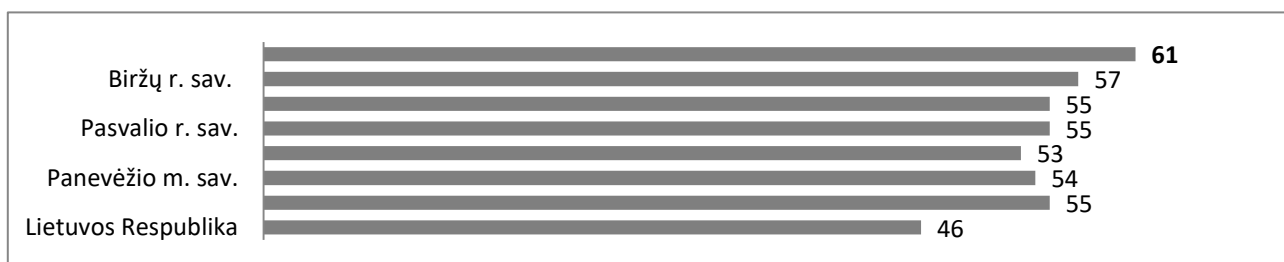 61
Biržų r. sav. 57
55
Pasvalio r. sav. 55
53
Panevėžio m. sav. 54
55
Lietuvos Respublika 46